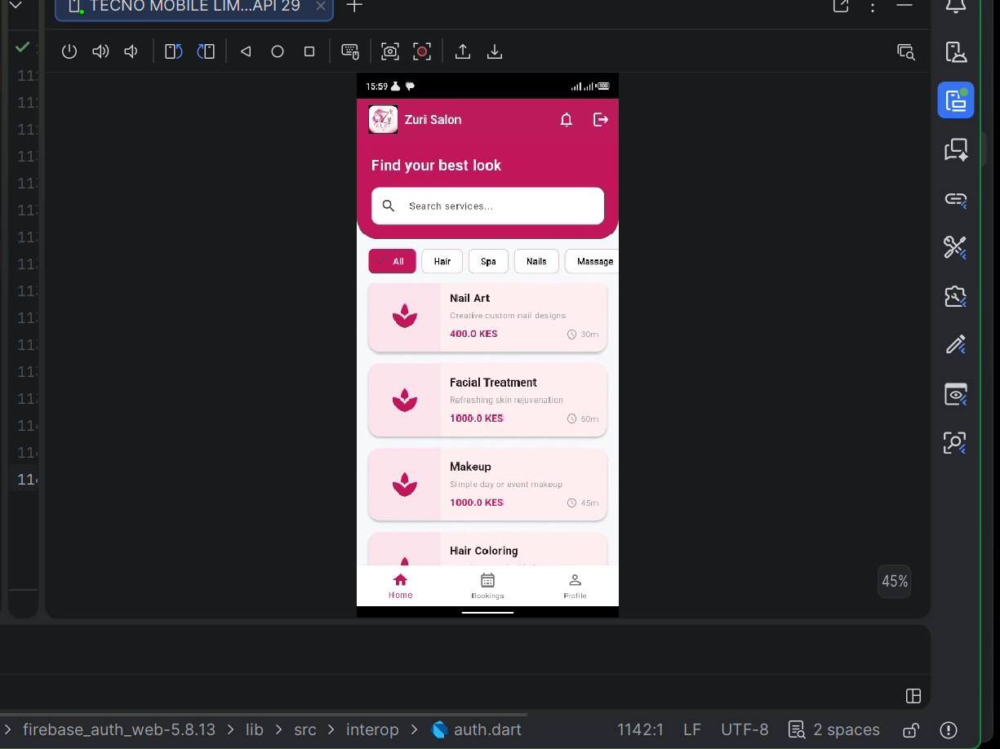 TECNO MOBILE LIM...API 29
15:59
100
Zuri Salon
Find your best look
Search services...
All
Hair
Spa
Nails
Massage
Nail Art
Creative custom nail designs
400.0 KES
30m
Facial Treatment
Refreshing skin rejuvenation
1000.0 KES
60m
Makeup
Simple day or event makeup
1000.0 KES
45m
Hair Coloring
Home
Bookings
Profile
45%
firebase_auth_web-5.8.13 > lib > src > interop > auth.dart
1142:1
LF
UTF-8
2 spaces